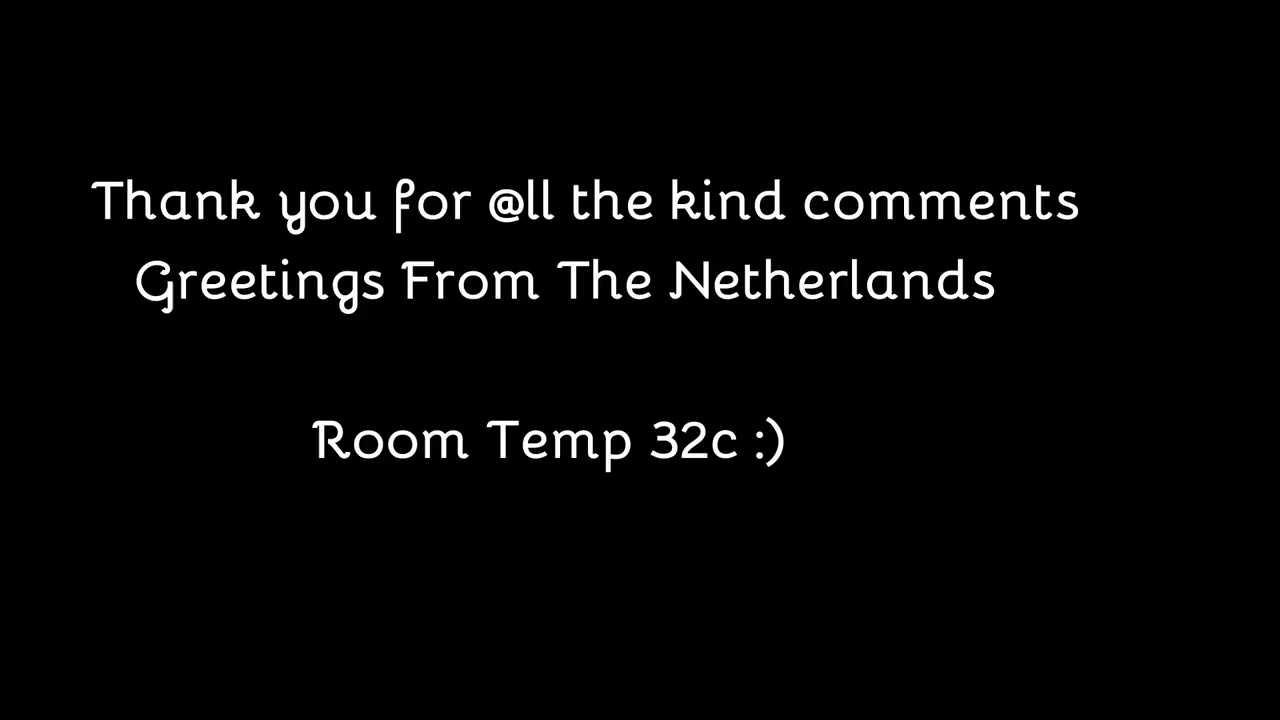 Thank you for @ll the kind comments
Greetings From The Netherlands
Room Temp 32c :)